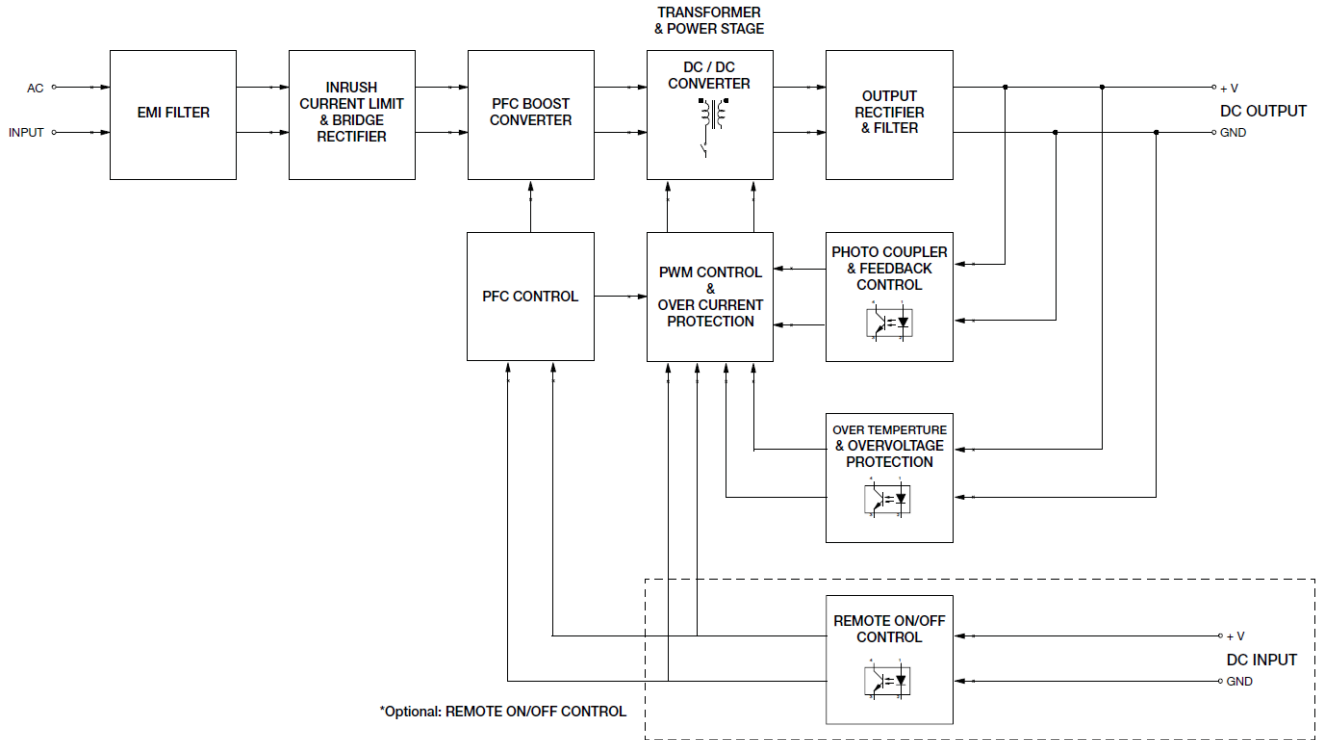 TRANSFORMER
& POWER STAGE
AC
INPUT
EMI FILTER
INRUSH
CURRENT LIMIT
& BRIDGE
RECTIFIER
PFC BOOST
CONVERTER
DC / DC
CONVERTER
OUTPUT
RECTIFIER
& FILTER
+ V
DC OUTPUT
GND
PFC CONTROL
PWM CONTROL
&
OVER CURRENT
PROTECTION
PHOTO COUPLER
& FEEDBACK
CONTROL
OVER TEMPERTURE
& OVERVOLTAGE
PROTECTION
REMOTE ON/OFF
CONTROL
+ V
DC INPUT
GND
*Optional: REMOTE ON/OFF CONTROL